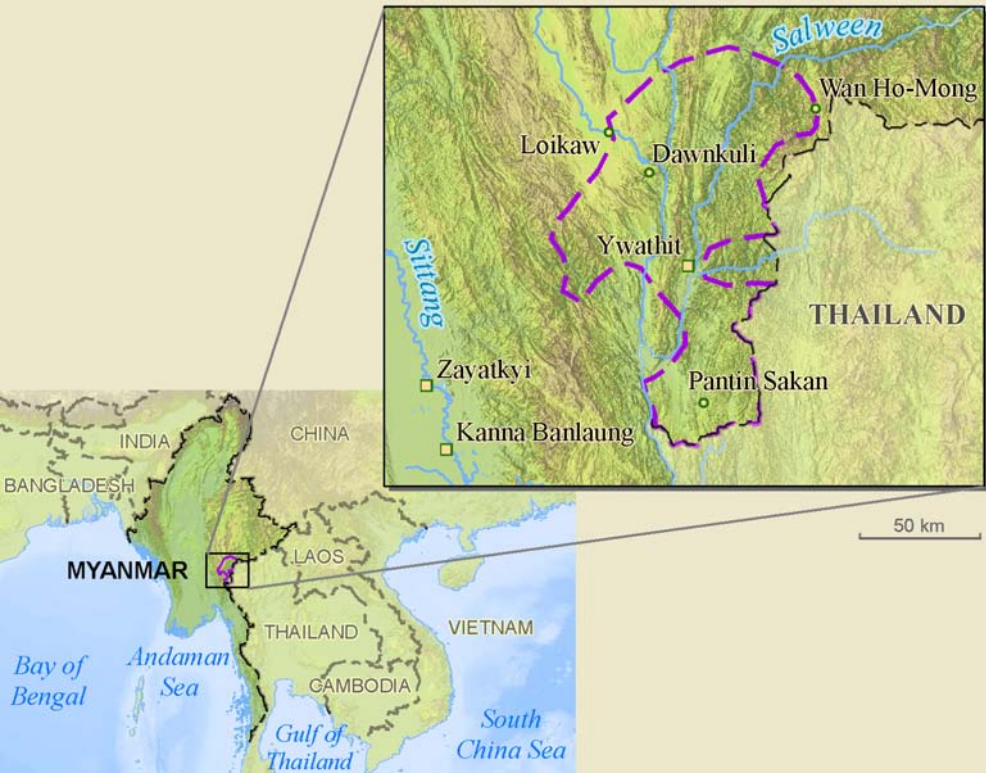 Salween
Wan Ho-Mong
Loikaw
Dawnkuli
Ywathit
Sittang
THAILAND
Zayatkyi
Pantin Sakan
Kanna Banlaung
INDIA
CHINA
BANGLADESH
50 km
LAOS
MYANMAR
THAILAND
VIETNAM
Bay of
Bengal
Andaman
Sea
CAMBODIA
Gulf of
Thailand
South
China Sea